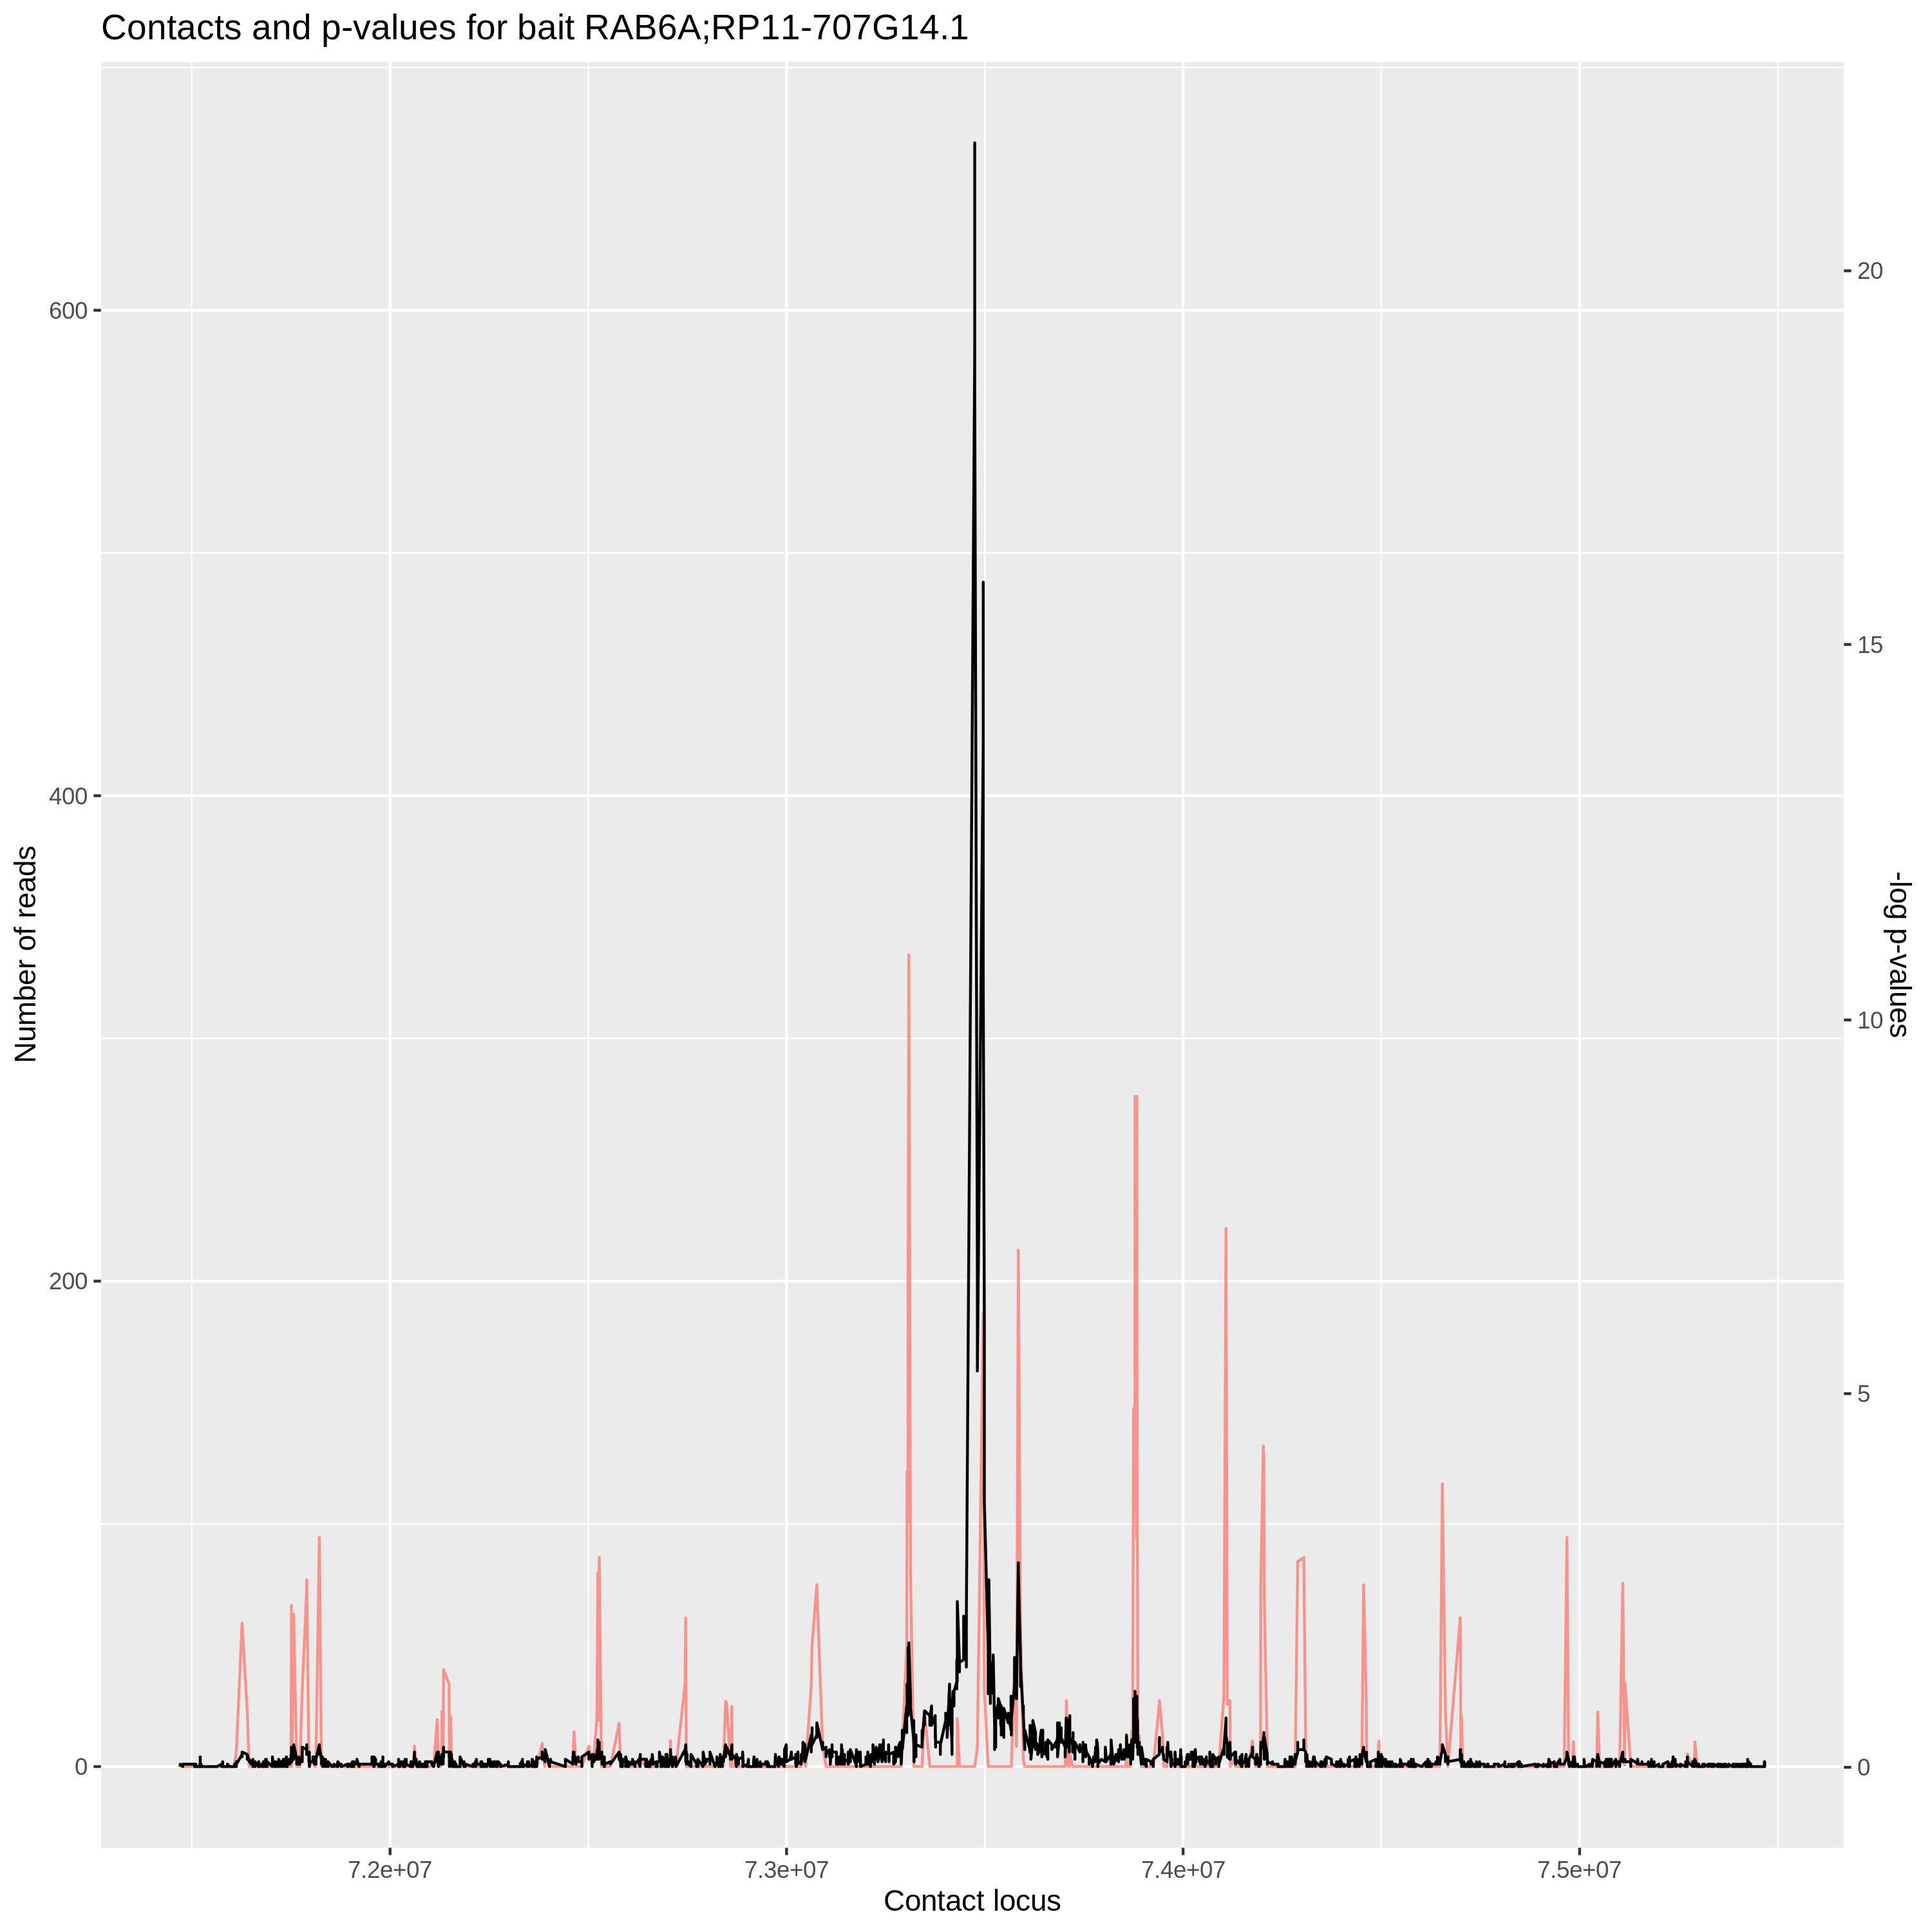 Contacts and p-values for bait RAB6A;RP11-707G14.1
600
400
200
0
Number of reads
20
15
10
5
0
-log p-values
7.2e+07
7.3e+07
7.4e+07
7.5e+07
Contact locus